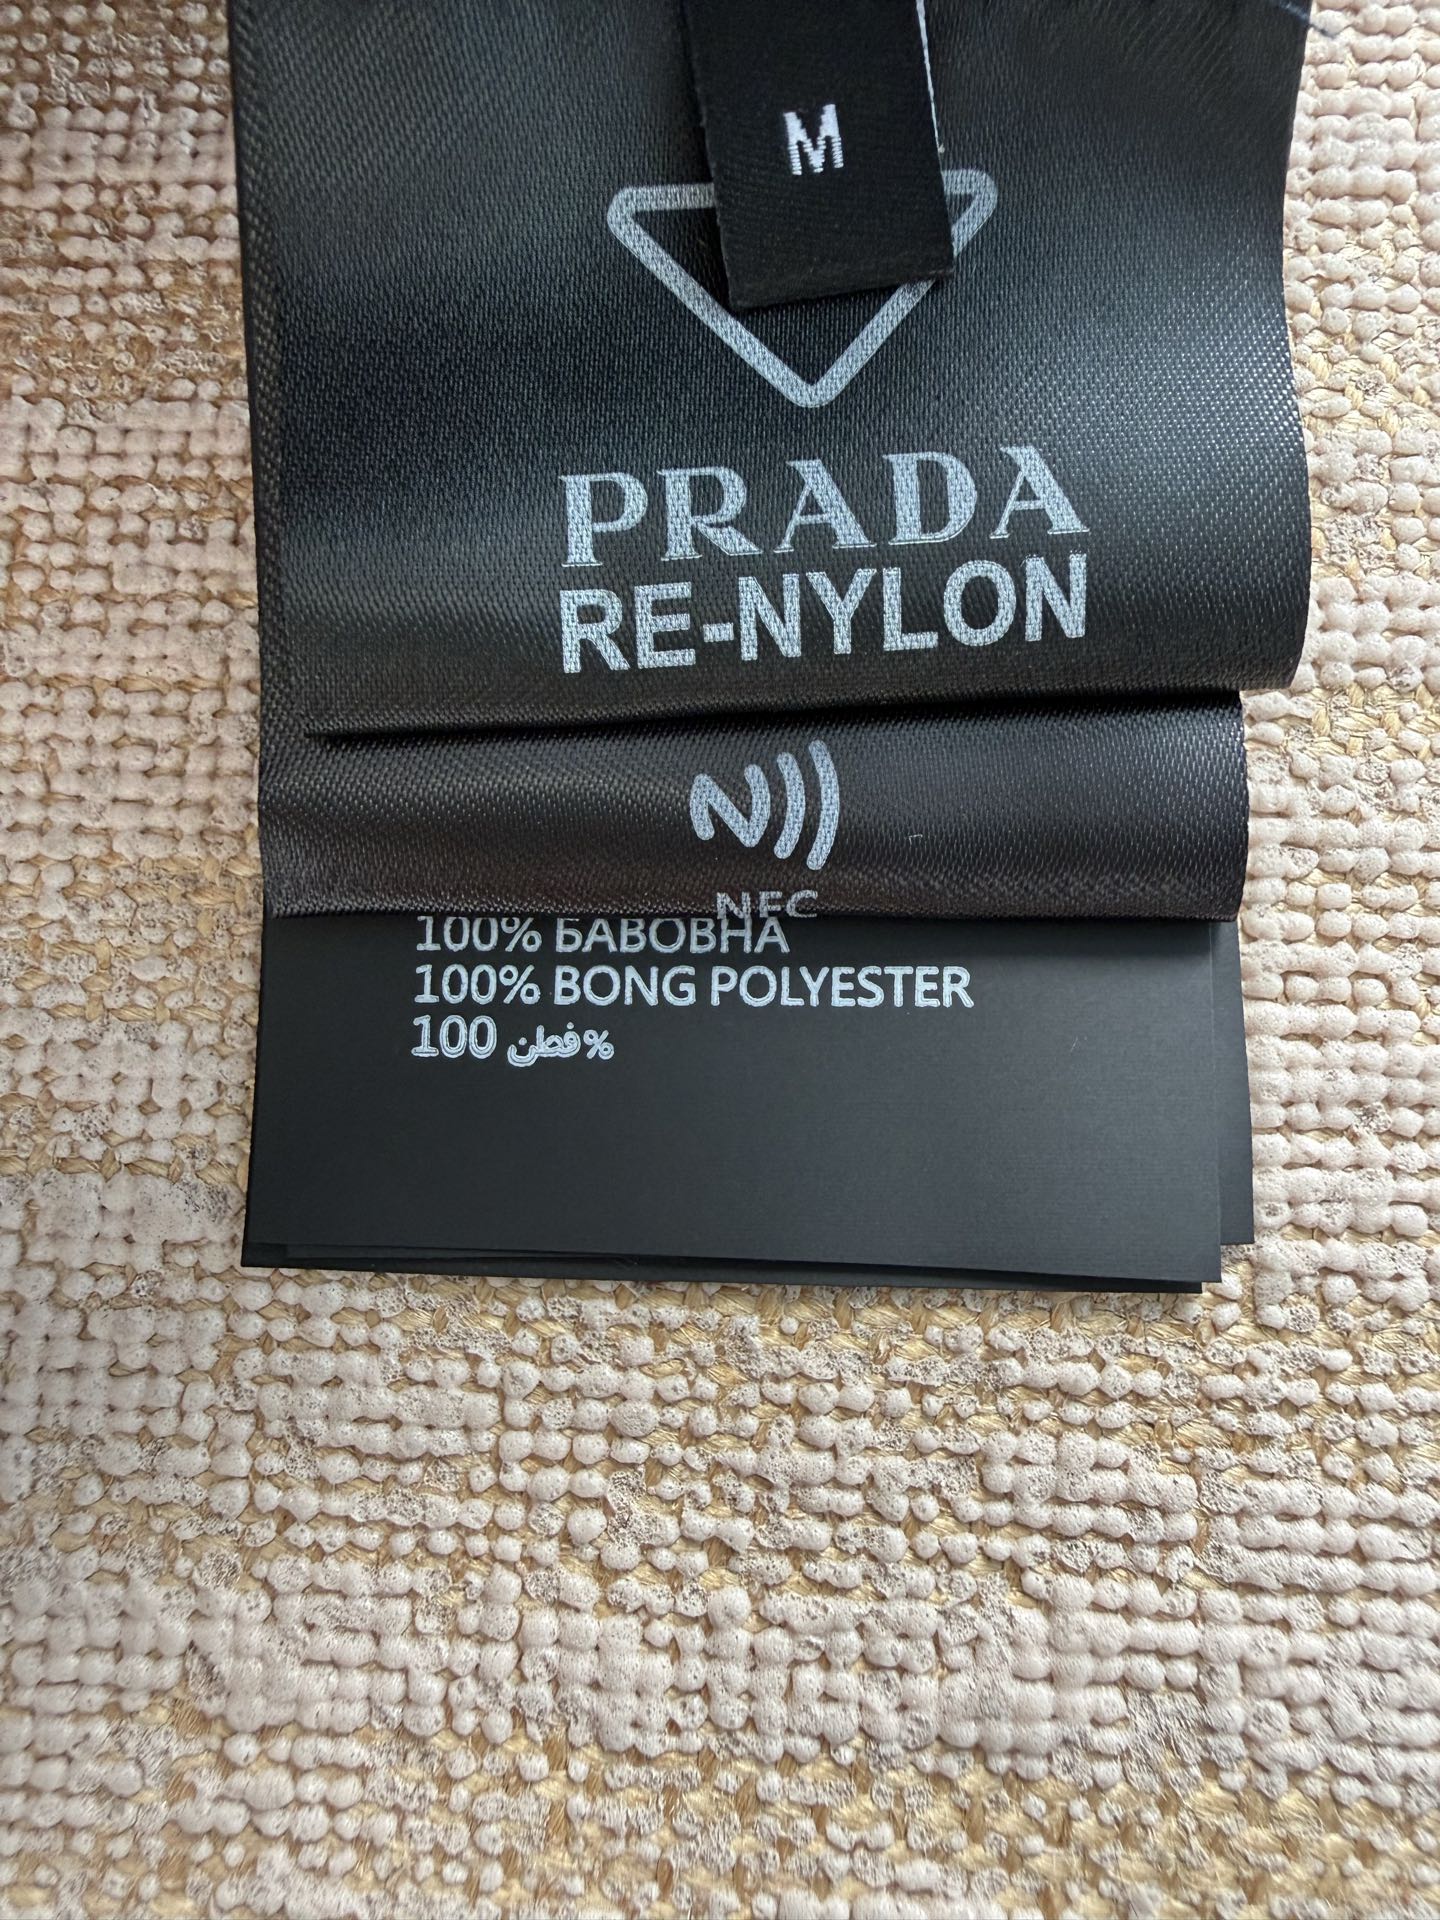 M
PRADA
RE-NYLON
NFC
100% БАВОВНА
100% BONG POLYESTER
100 قطن%